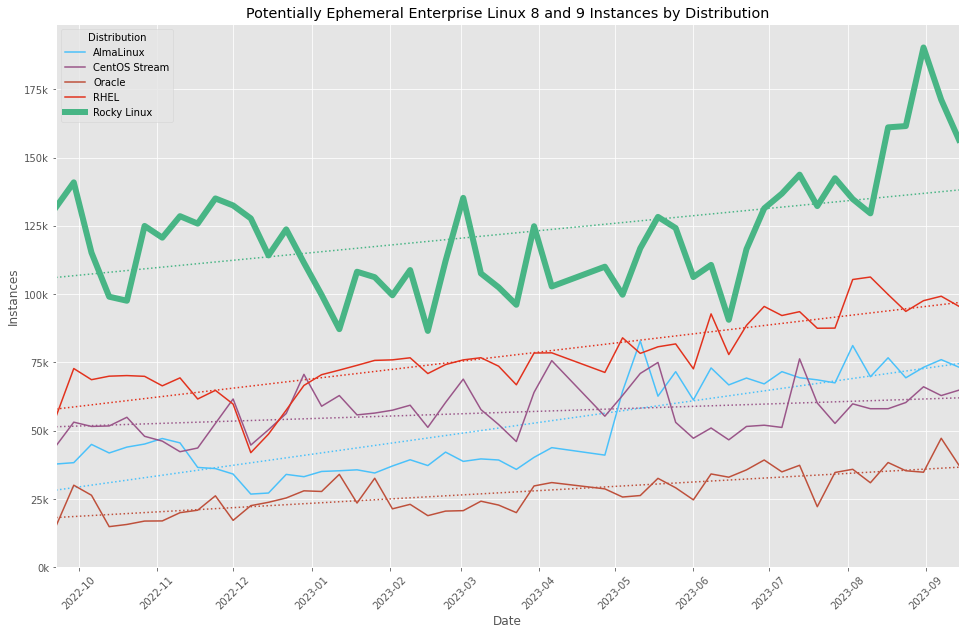 Potentially Ephemeral Enterprise Linux 8 and 9 Instances by Distribution
Distribution
AlmaLinux
CentOS Stream
Oracle
RHEL
Rocky Linux
175k
150k
125k
100k
75k
50k
25k
0k
Instances
2022-10
2022-11
2022-12
2023-01
2023-02
2023-03
2023-04
2023-05
2023-06
2023-07
2023-08
2023-09
Date